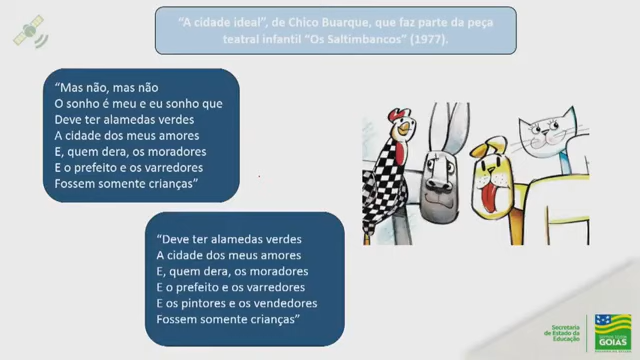 “A cidade ideal”, de Chico Buarque, que faz parte da peça
teatral infantil “Os Saltimbancos” (1977).
“Mas não, mas não
O sonho é meu e eu sonho que
Deve ter alamedas verdes
A cidade dos meus amores
E, quem dera, os moradores
E o prefeito e os varredores
Fossem somente crianças”
“Deve ter alamedas verdes
A cidade dos meus amores
E, quem dera, os moradores
E o prefeito e os varredores
E os pintores e os vendedores
Fossem somente crianças”
Secretaria
de Estado da
Educação
GOIÁS